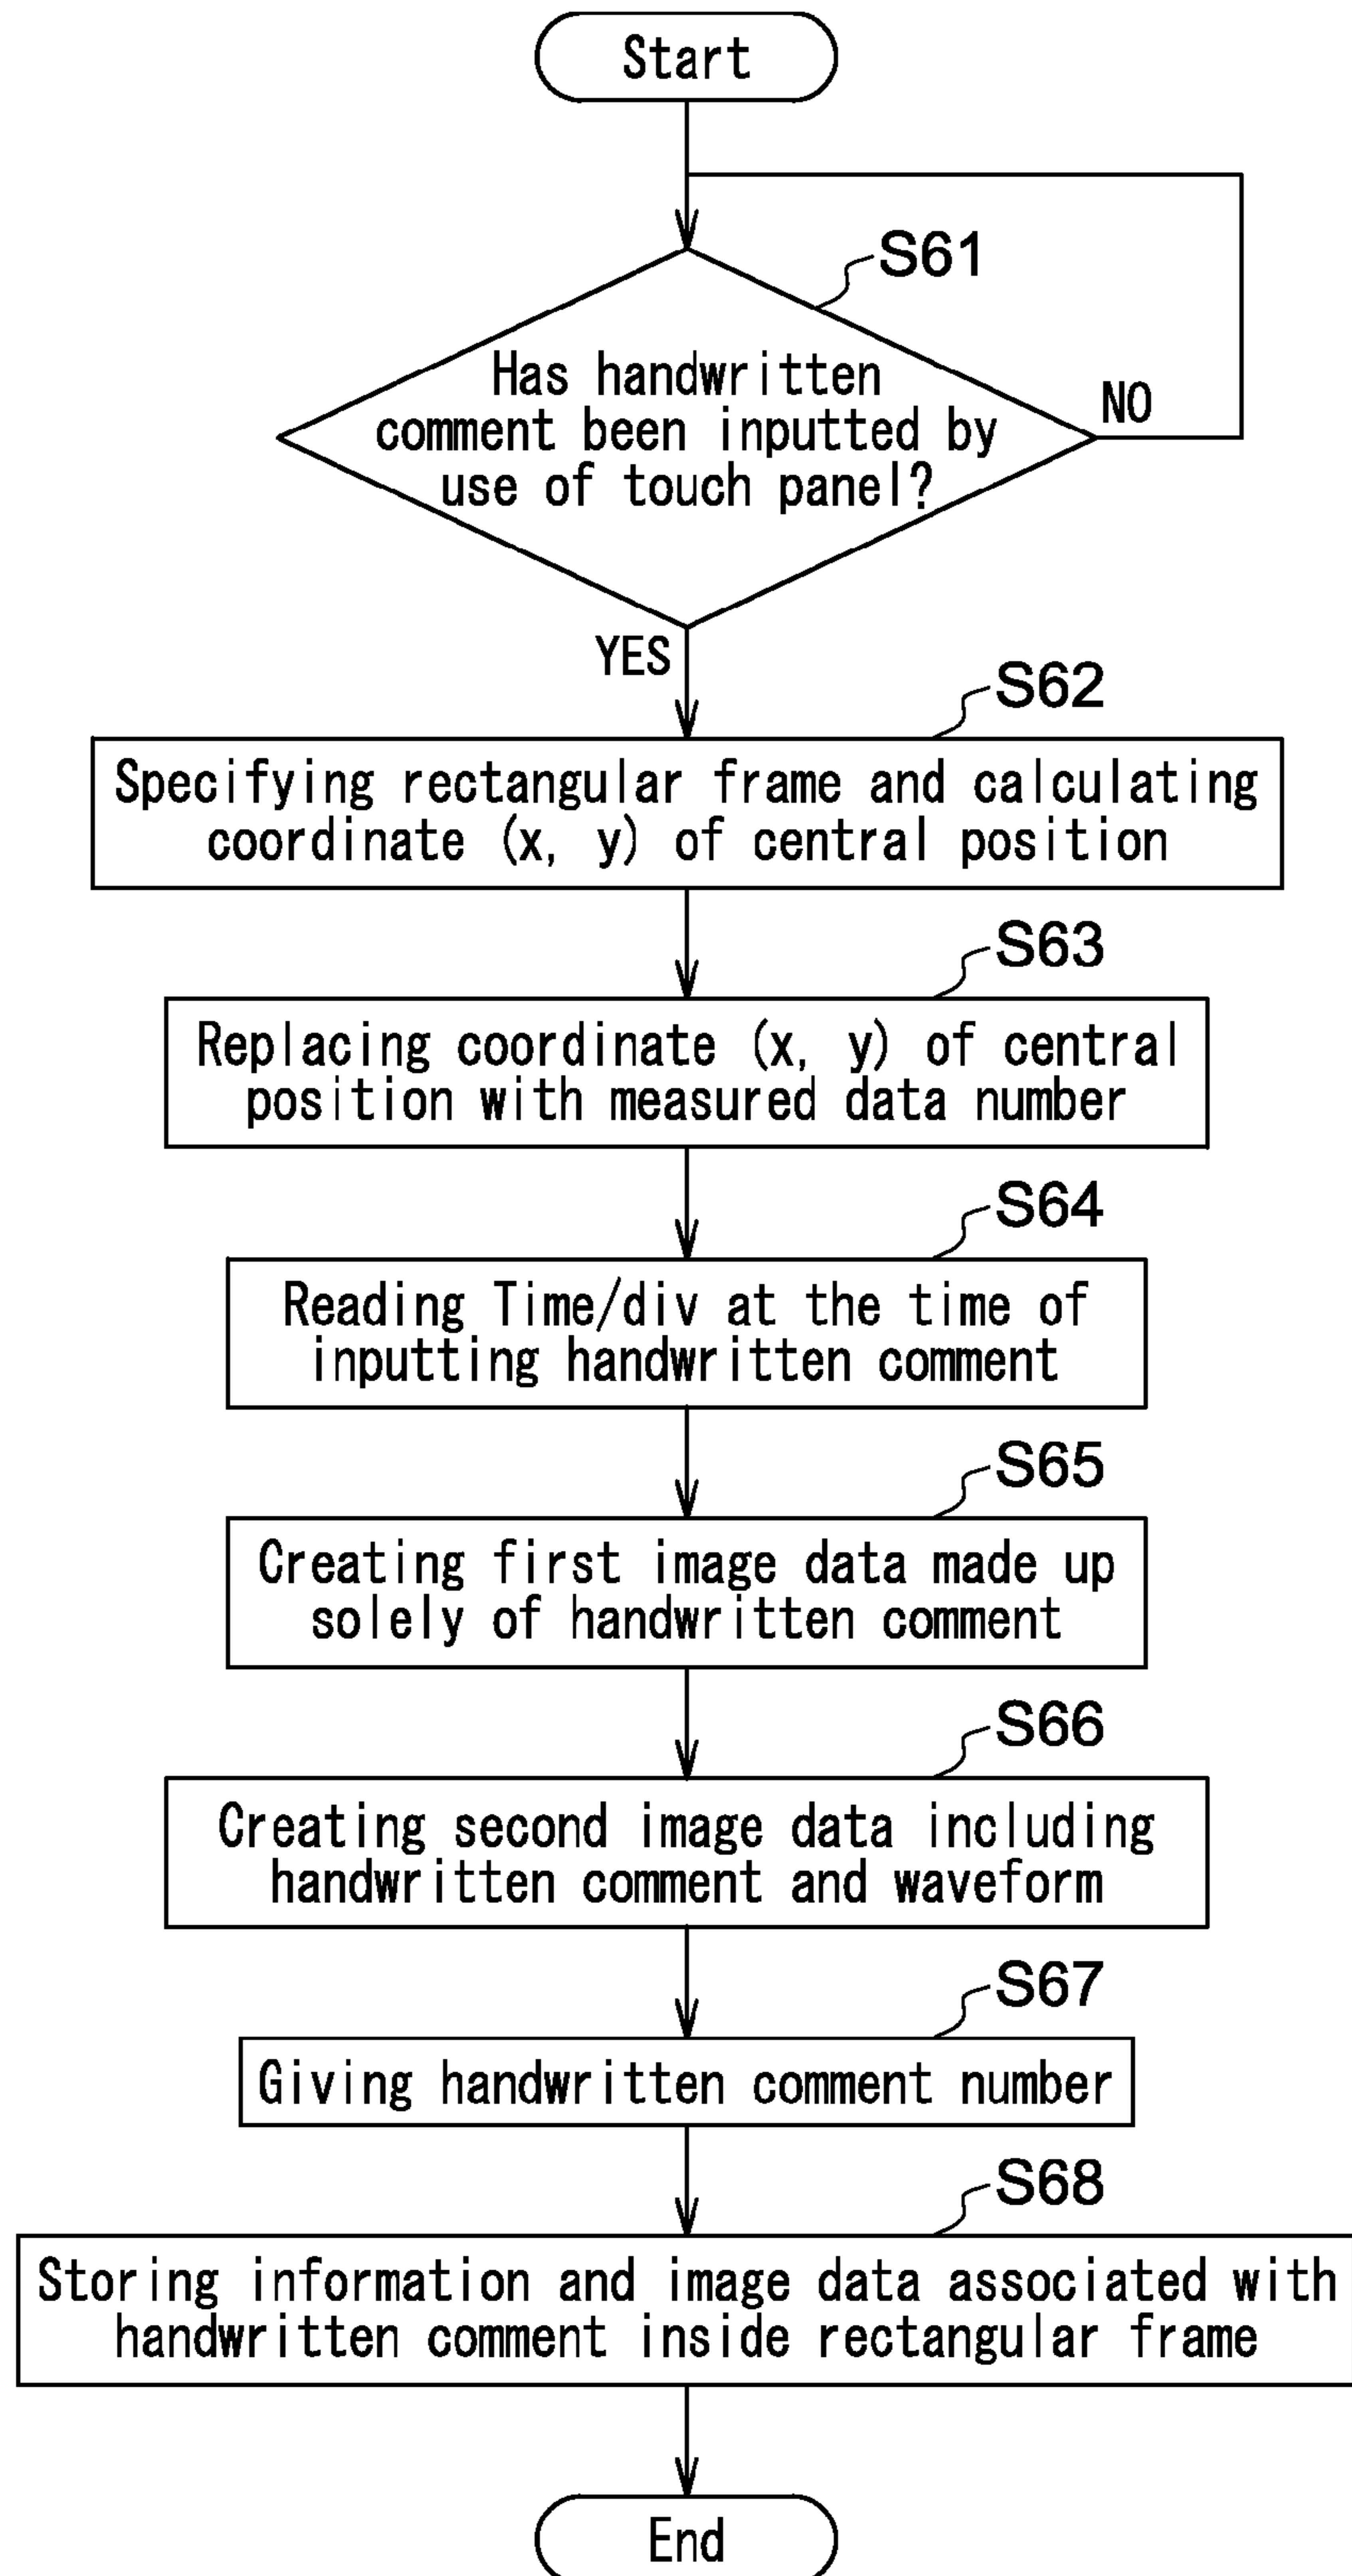 Start
S61
Has handwritten
comment been inputted by
use of touch panel?
NO
YES
S62
Specifying rectangular frame and calculating
coordinate (x, y) of central position
S63
Replacing coordinate (x, y) of central
position with measured data number
S64
Reading Time/div at the time of
inputting handwritten comment
S65
Creating first image data made up
solely of handwritten comment
S66
Creating second image data including
handwritten comment and waveform
S67
Giving handwritten comment number
S68
Storing information and image data associated with
handwritten comment inside rectangular frame
End